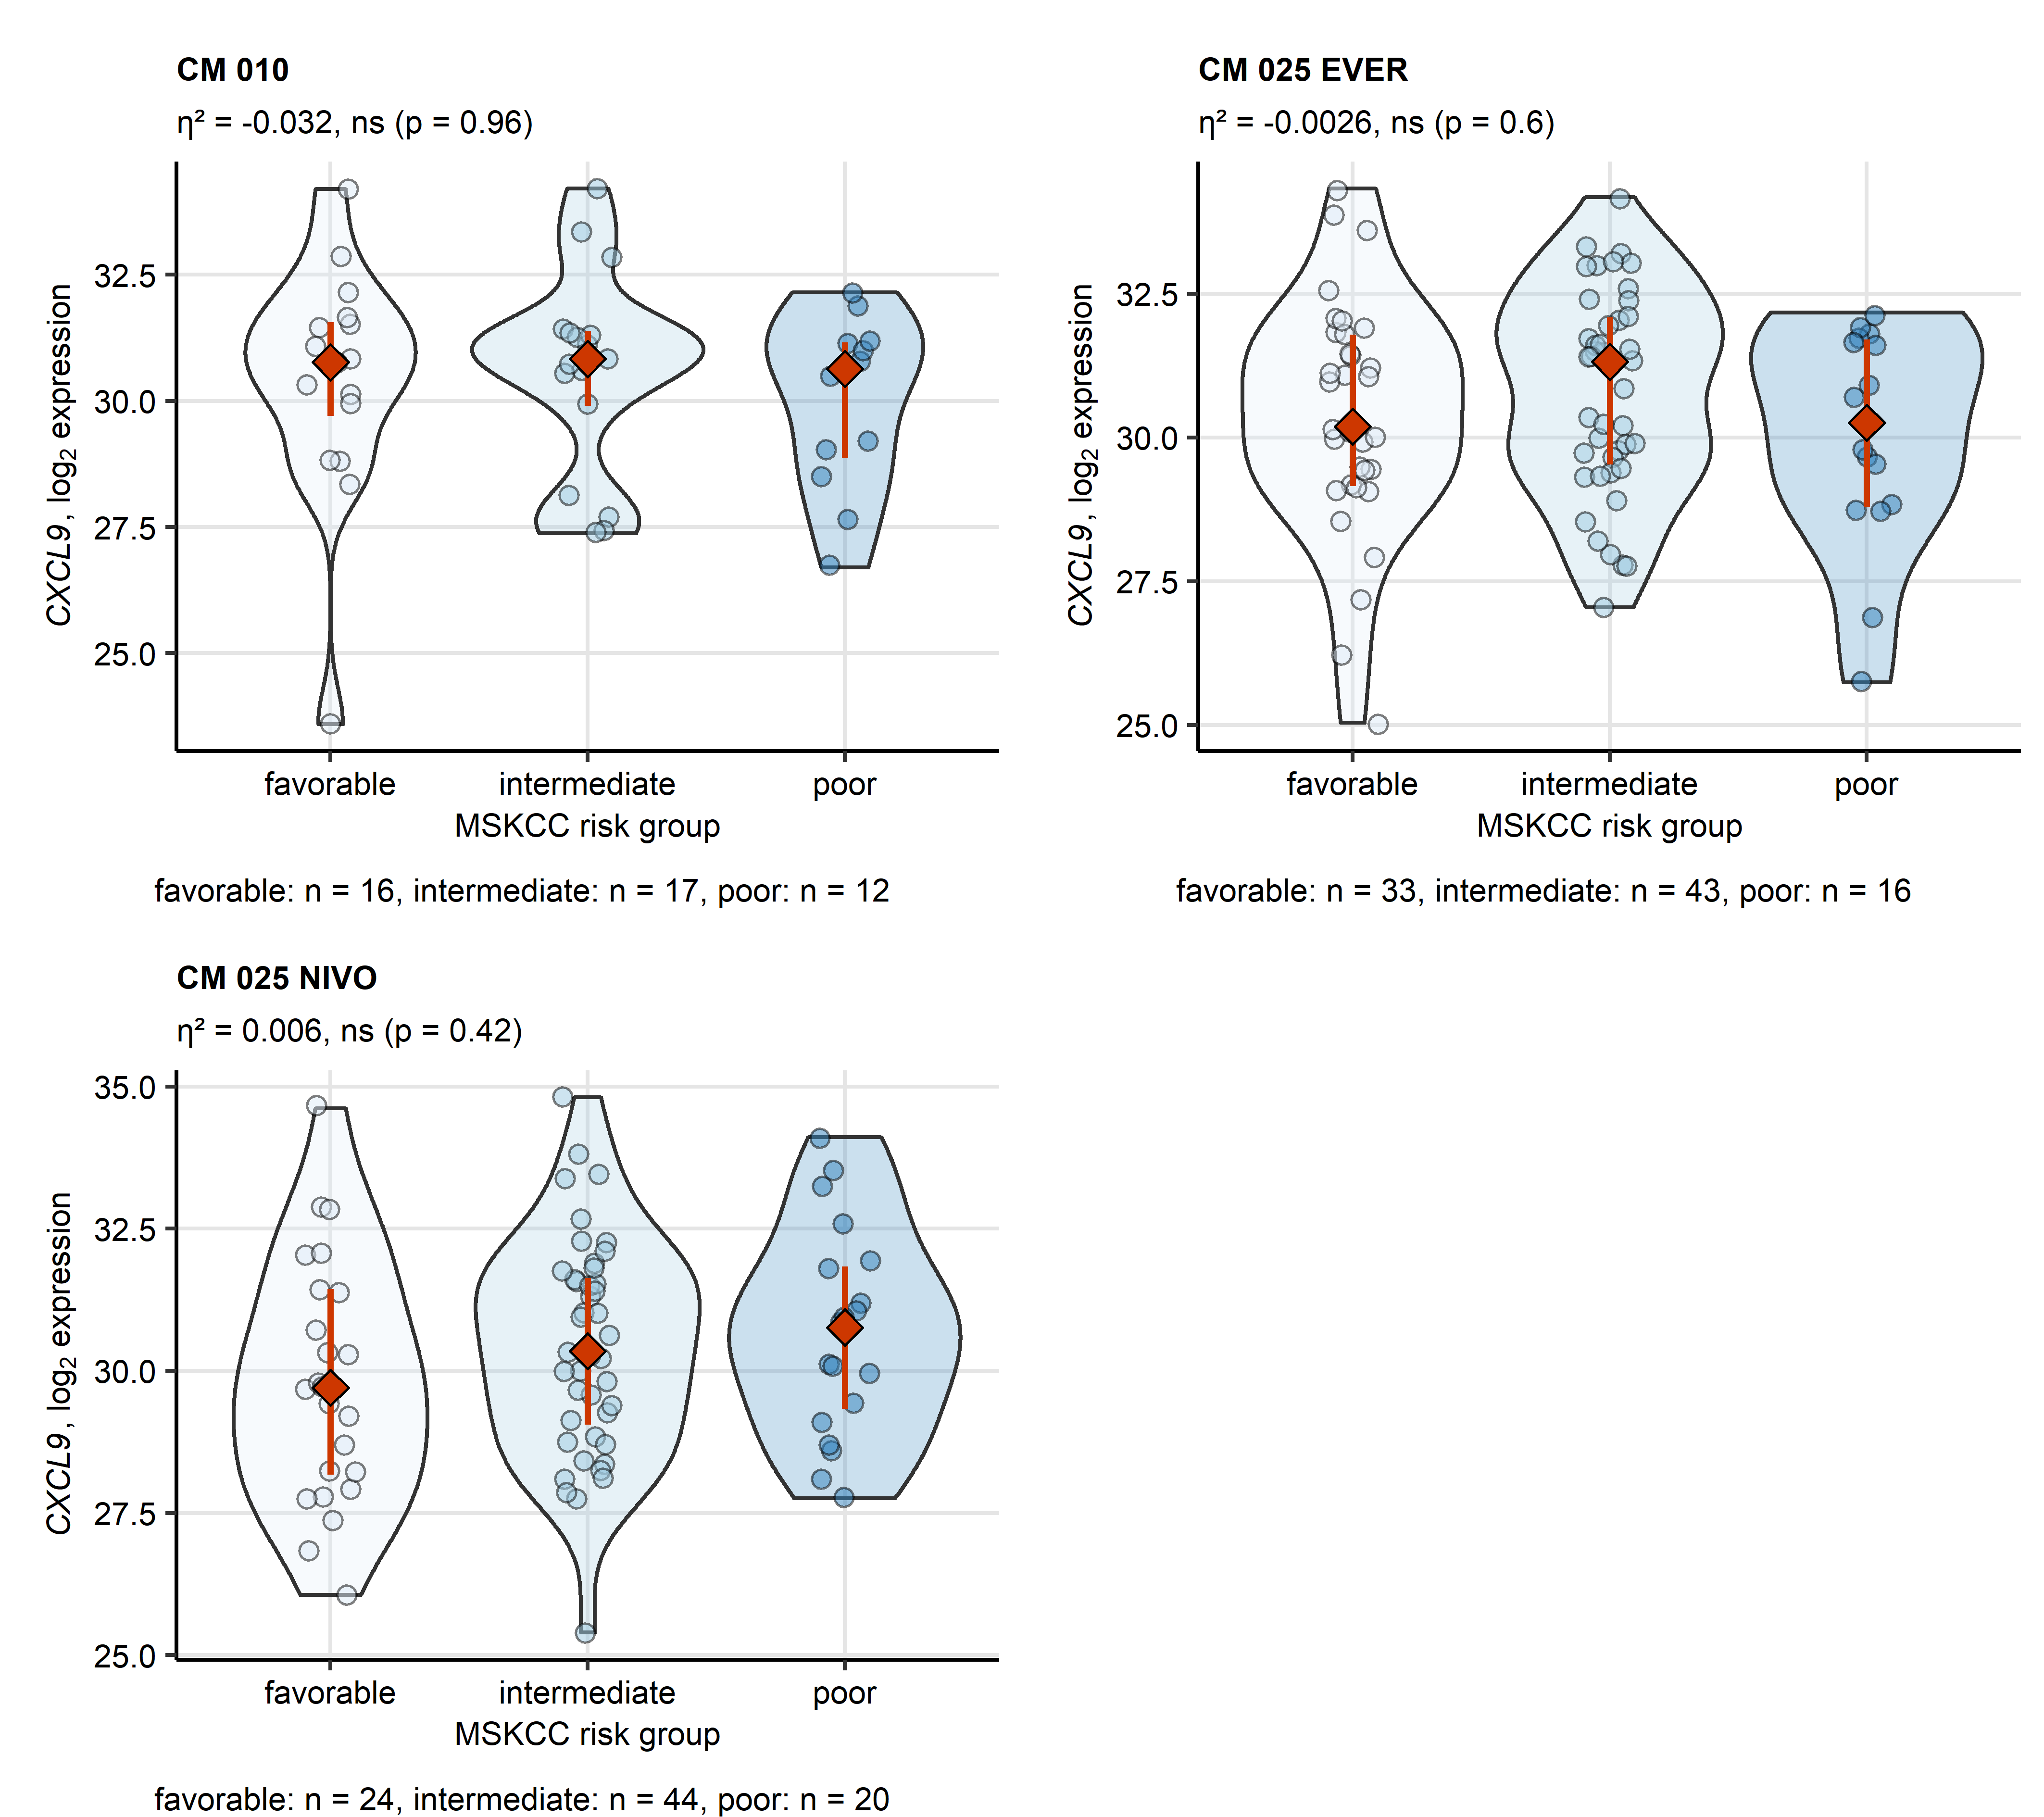 CM 010
η² = -0.032, ns (p = 0.96)
CXCL9, log₂ expression
32.5
30.0
27.5
25.0
favorable intermediate poor
MSKCC risk group
favorable: n = 16, intermediate: n = 17, poor: n = 12
CM 025 EVER
η² = -0.0026, ns (p = 0.6)
CXCL9, log₂ expression
32.5
30.0
27.5
25.0
favorable intermediate poor
MSKCC risk group
favorable: n = 33, intermediate: n = 43, poor: n = 16
CM 025 NIVO
η² = 0.006, ns (p = 0.42)
CXCL9, log₂ expression
35.0
32.5
30.0
27.5
25.0
favorable intermediate poor
MSKCC risk group
favorable: n = 24, intermediate: n = 44, poor: n = 20